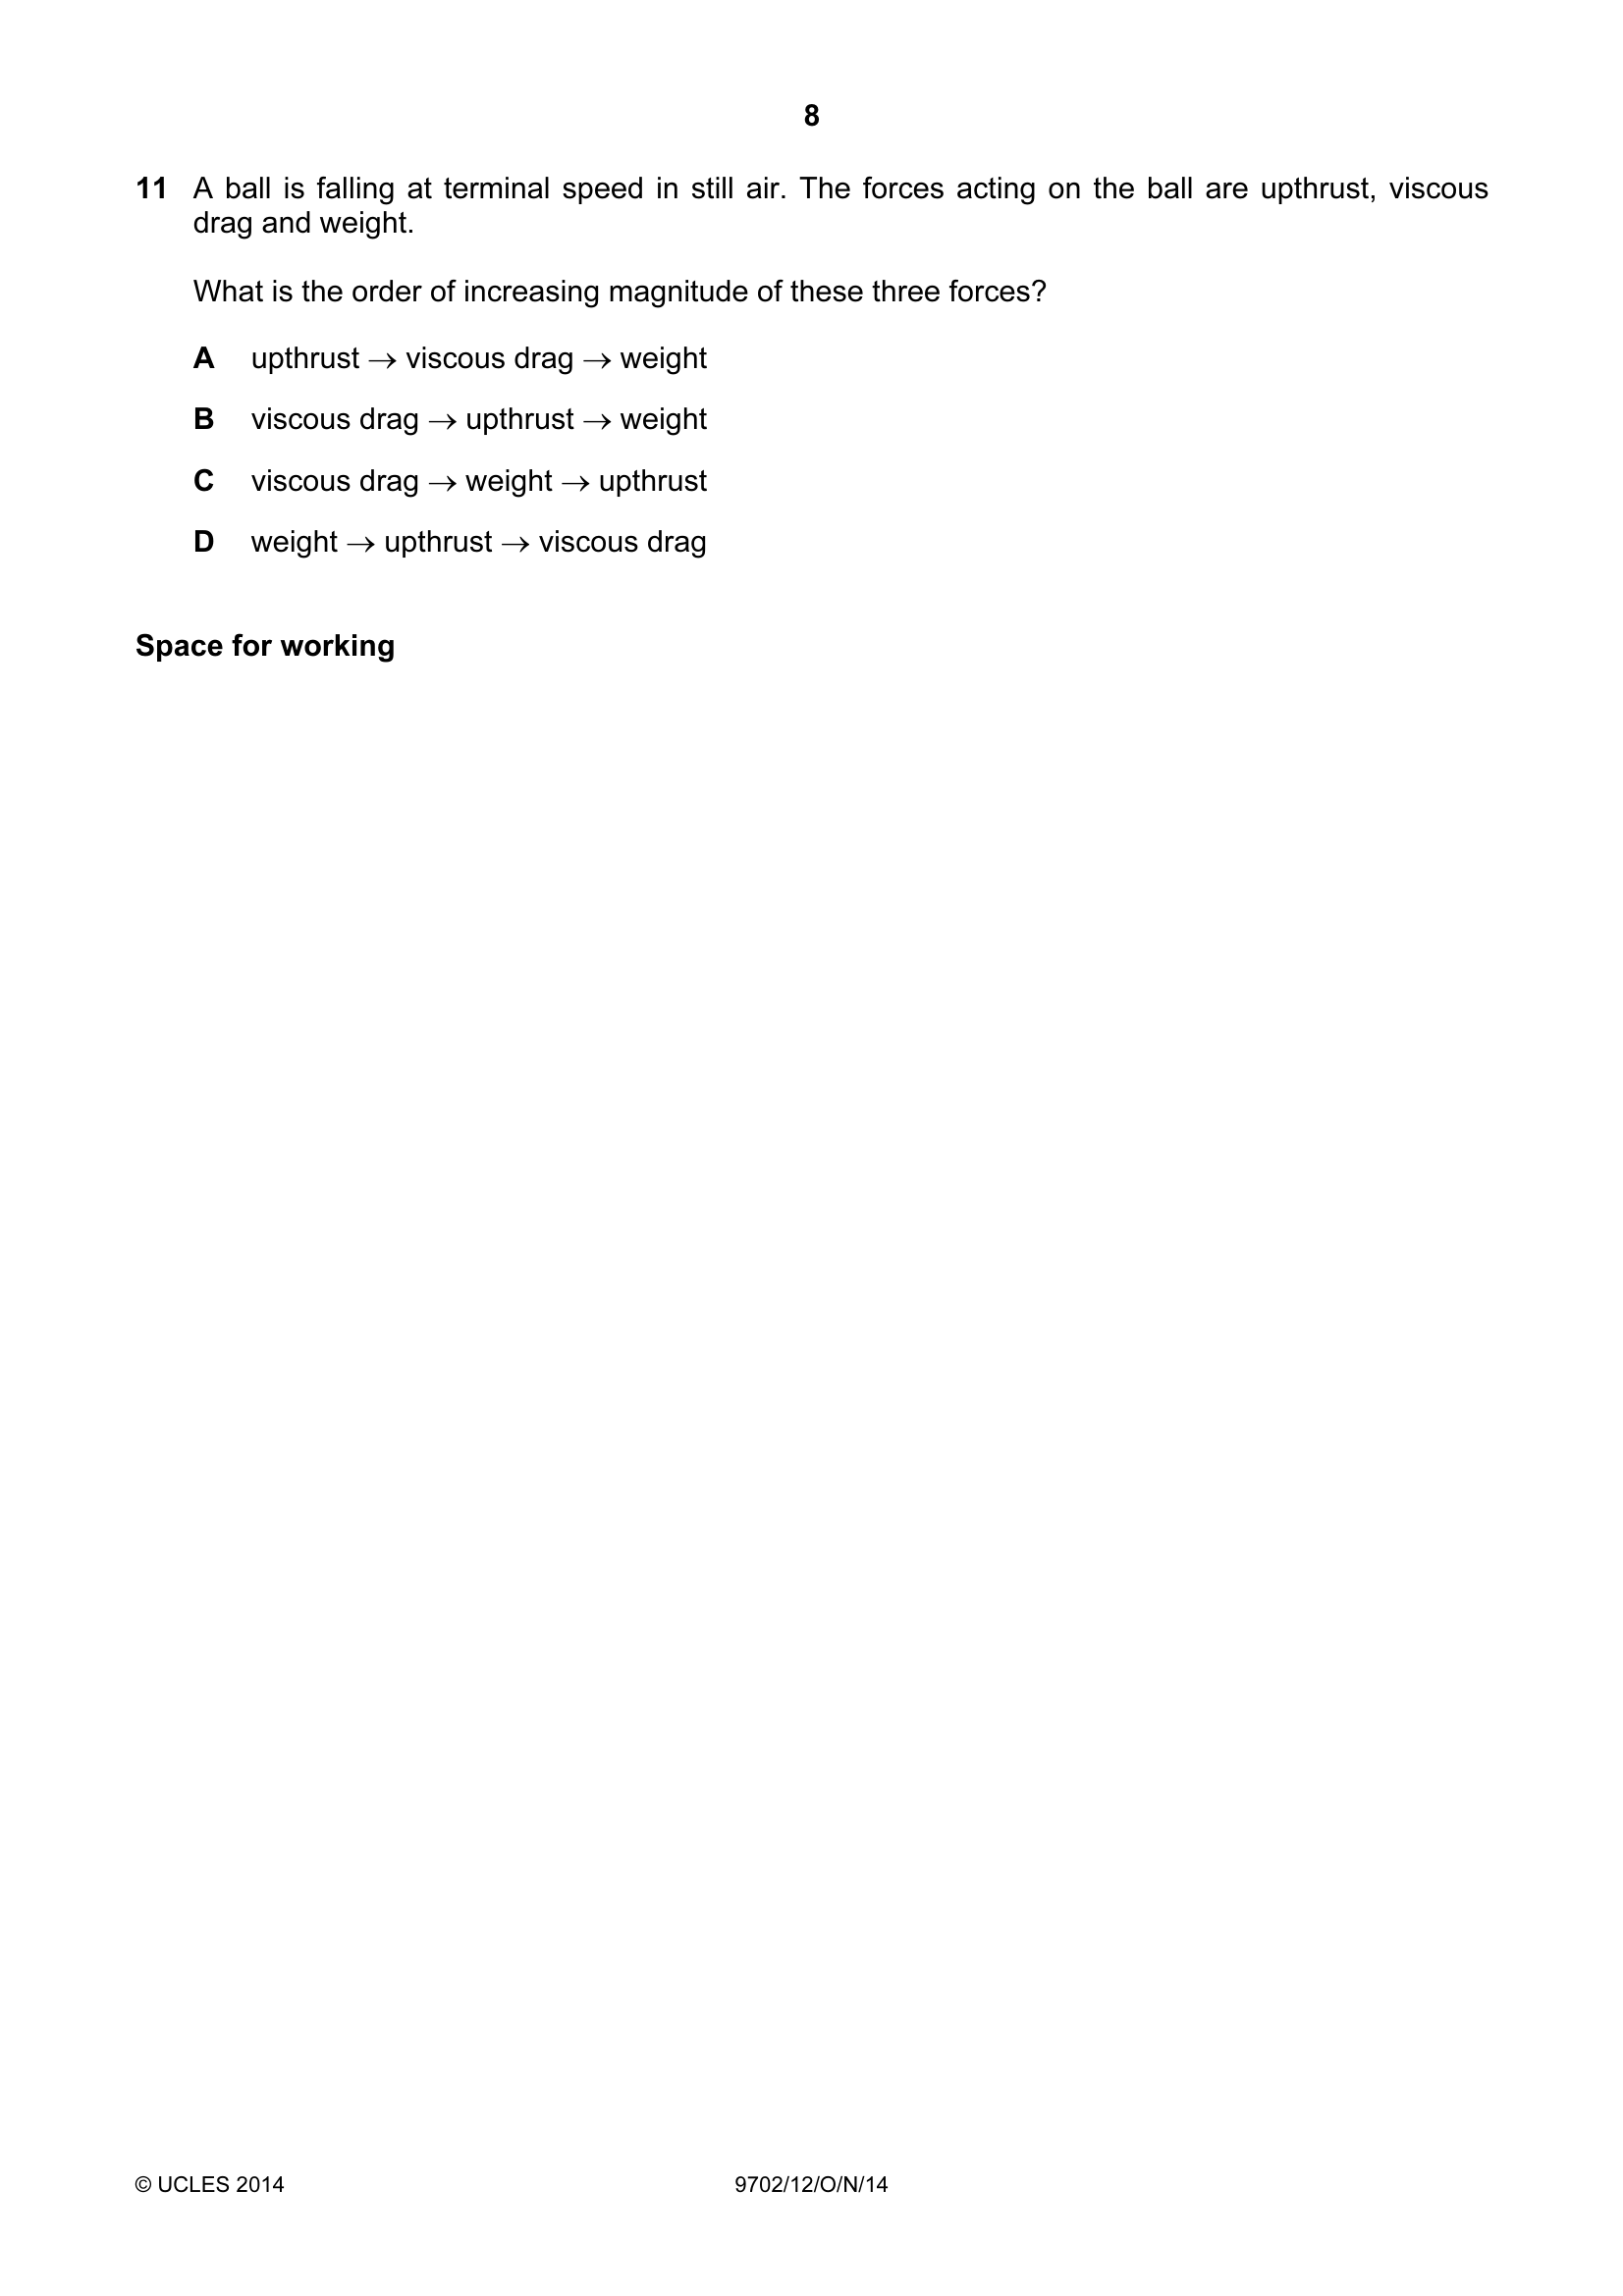 8
11 A ball is falling at terminal speed in still air. The forces acting on the ball are upthrust, viscous
drag and weight.
What is the order of increasing magnitude of these three forces?
A upthrust → viscous drag → weight
B viscous drag → upthrust → weight
C viscous drag → weight → upthrust
D weight → upthrust → viscous drag
Space for working
© UCLES 2014 9702/12/O/N/14